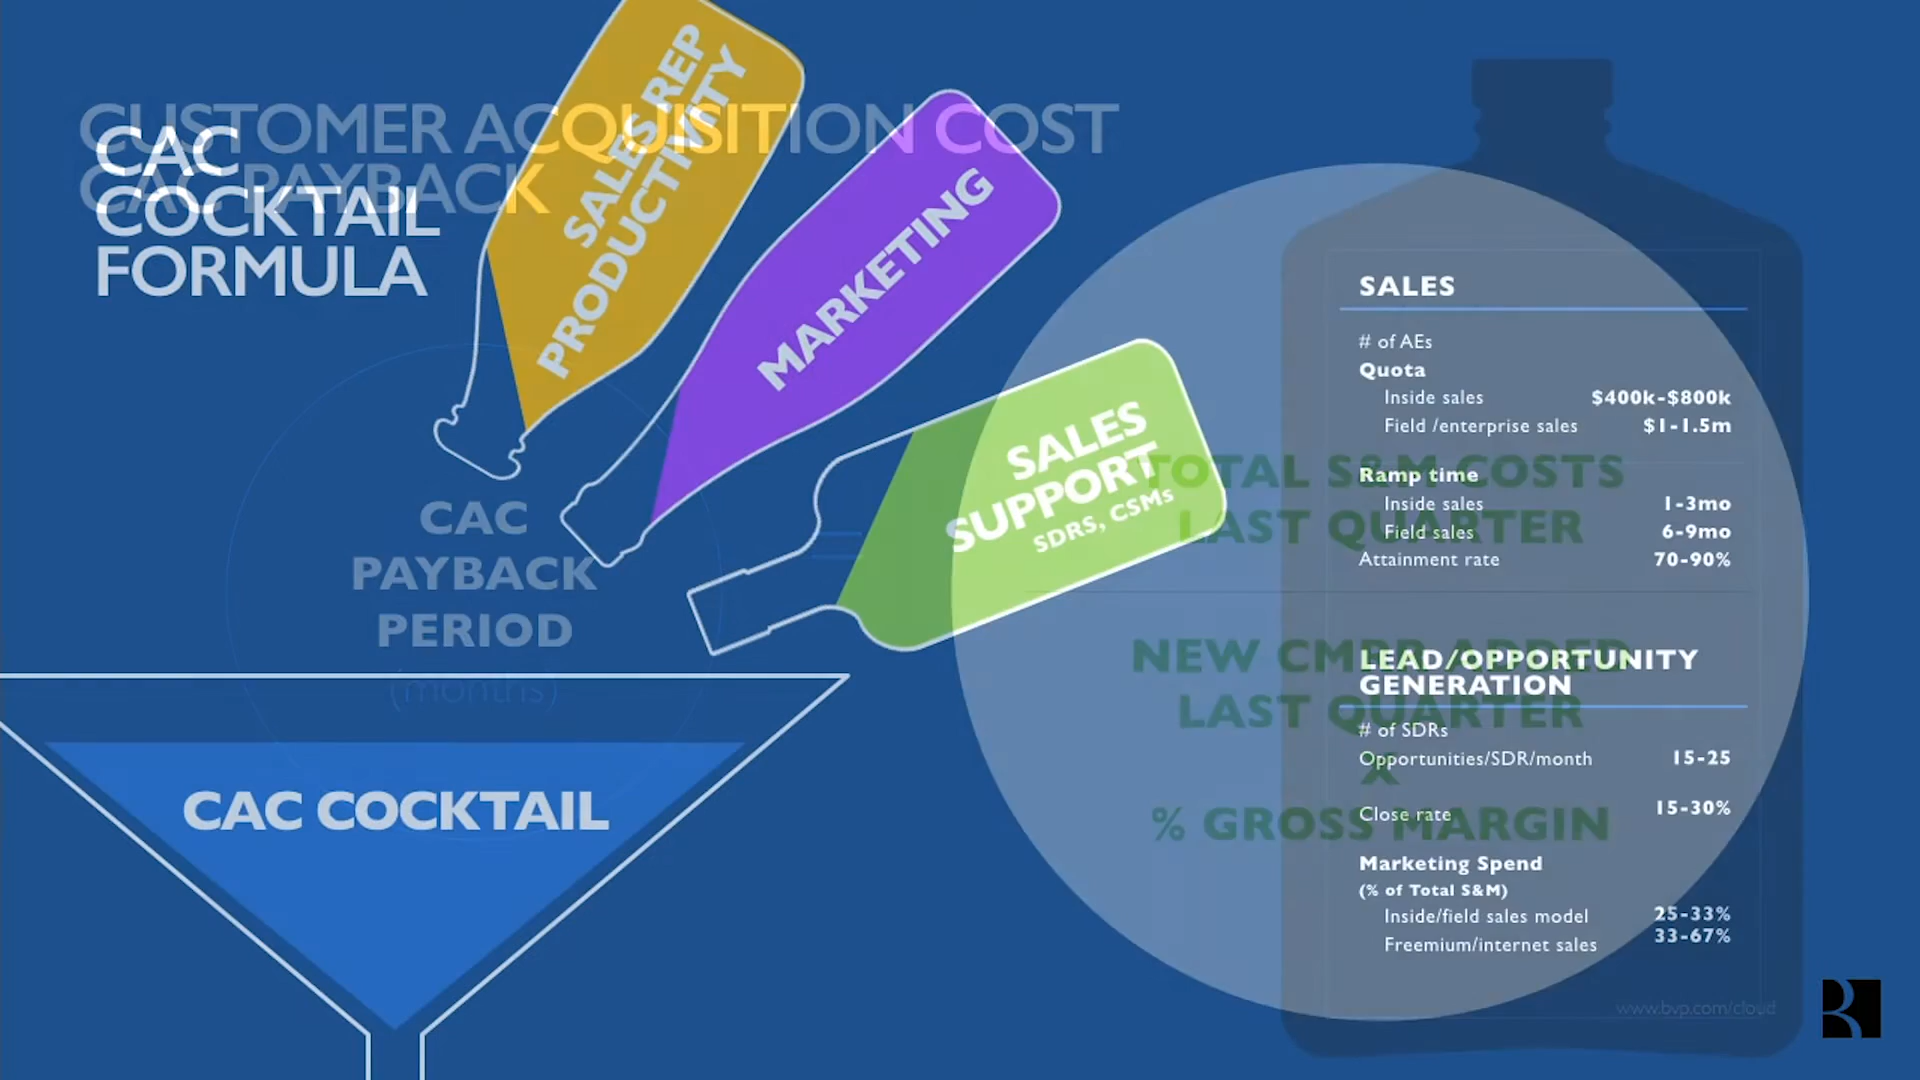 CUSTOMER ACQUISITION COST
CAC PAYBACK
CAC
COCKTAIL
FORMULA
SALES REP
PRODUCTIVITY
MARKETING
SALES
SUPPORT
SDRS, CSMs
CAC
PAYBACK
PERIOD
(months)
=
TOTAL S&M COSTS
LAST QUARTER
NEW CMRR ADDED
LAST QUARTER
X
% GROSS MARGIN
CAC COCKTAIL
SALES
# of AEs
Quota
Inside sales $400k-$800k
Field /enterprise sales $1-1.5m
Ramp time
Inside sales 1-3mo
Field sales 6-9mo
Attainment rate 70-90%
LEAD/OPPORTUNITY
GENERATION
# of SDRs
Opportunities/SDR/month 15-25
Close rate 15-30%
Marketing Spend
(% of Total S&M)
Inside/field sales model 25-33%
Freemium/internet sales 33-67%
www.bvp.com/cloud